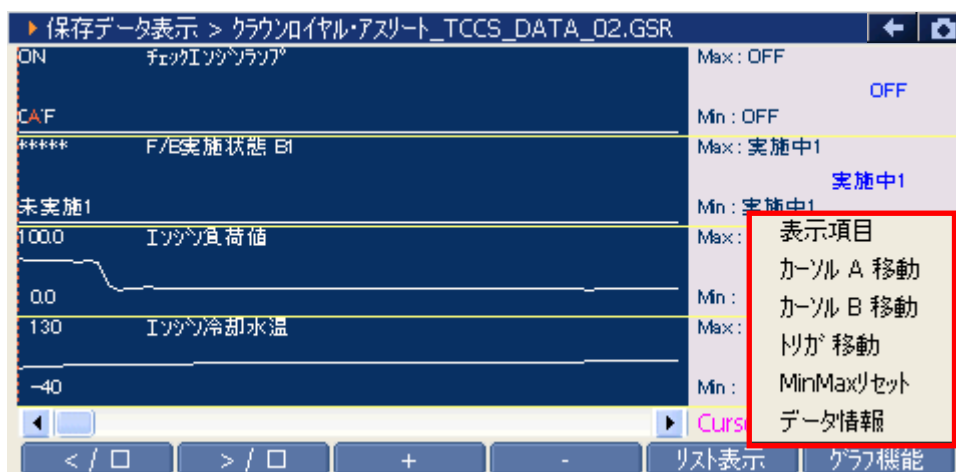 保存データ表示 > クラウンロイヤル・アスリート_TCCS_DATA_02.GSR
ON チェックエンジンランプ Max : OFF
OFF
Min : OFF
***** F/B実施状態 B1 Max : 実施中1
実施中1
未実施1 Min : 実施中1
100.0 エンジン負荷値 Max :
0.0 Min :
130 エンジン冷却水温 Max :
-40 Min :
表示項目
カーソル A 移動
カーソル B 移動
トリガ 移動
MinMaxリセット
データ情報
Curs
< / □ > / □ + - リスト表示 グラフ機能